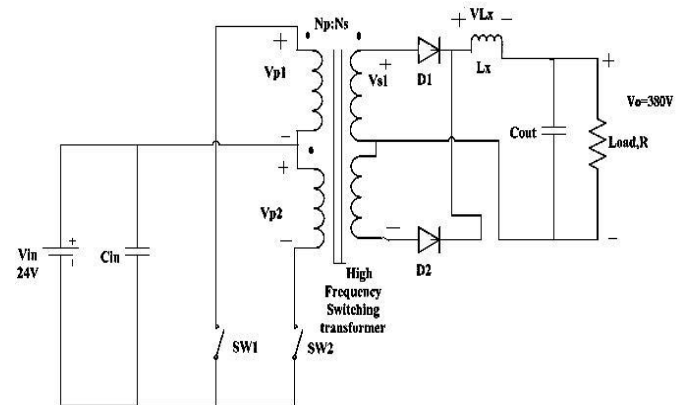 Np:Ns
+ VLx -
+
Vp1
-
+
Vs1
D1
Lx
+
Vo=380V
Cout
Load,R
-
+
Vp2
-
-
D2
Vin
24V
+
-
Cin
High
Frequency
Switching
transformer
SW1
SW2